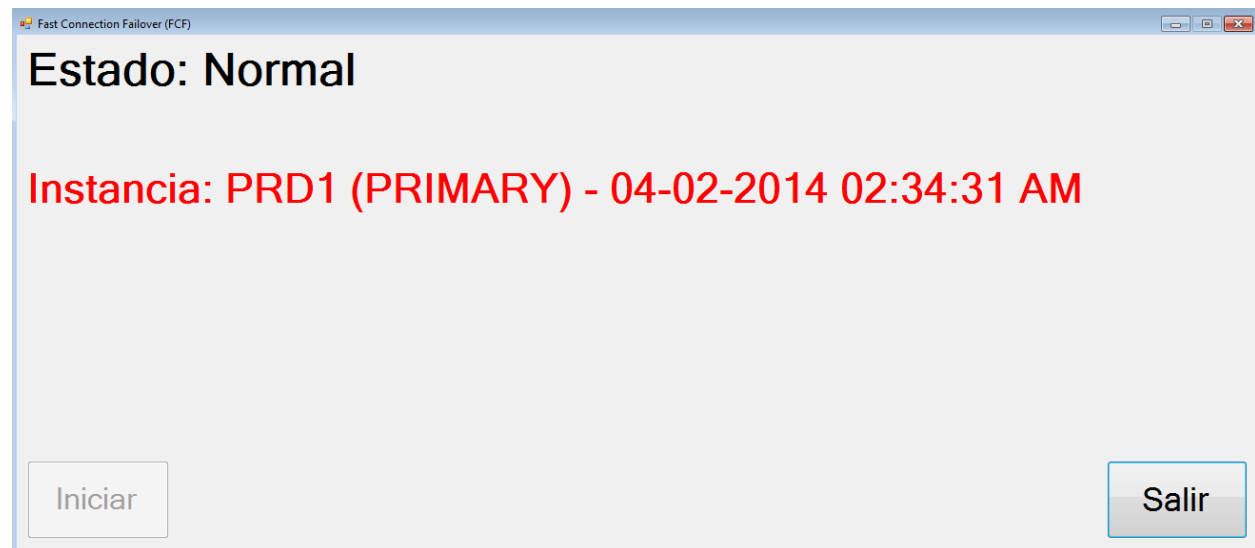 Fast Connection Failover (FCF)
Estado: Normal
Instancia: PRD1 (PRIMARY) - 04-02-2014 02:34:31 AM
Iniciar
Salir